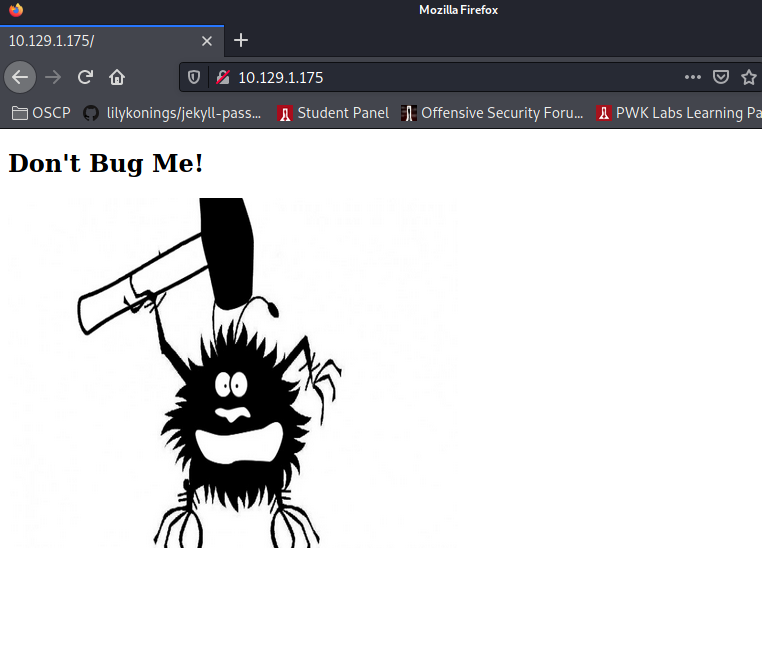 Mozilla Firefox
10.129.1.175/
10.129.1.175
OSCP lilykonings/jekyll-pass... Student Panel Offensive Security Foru... PWK Labs Learning Pa
Don't Bug Me!